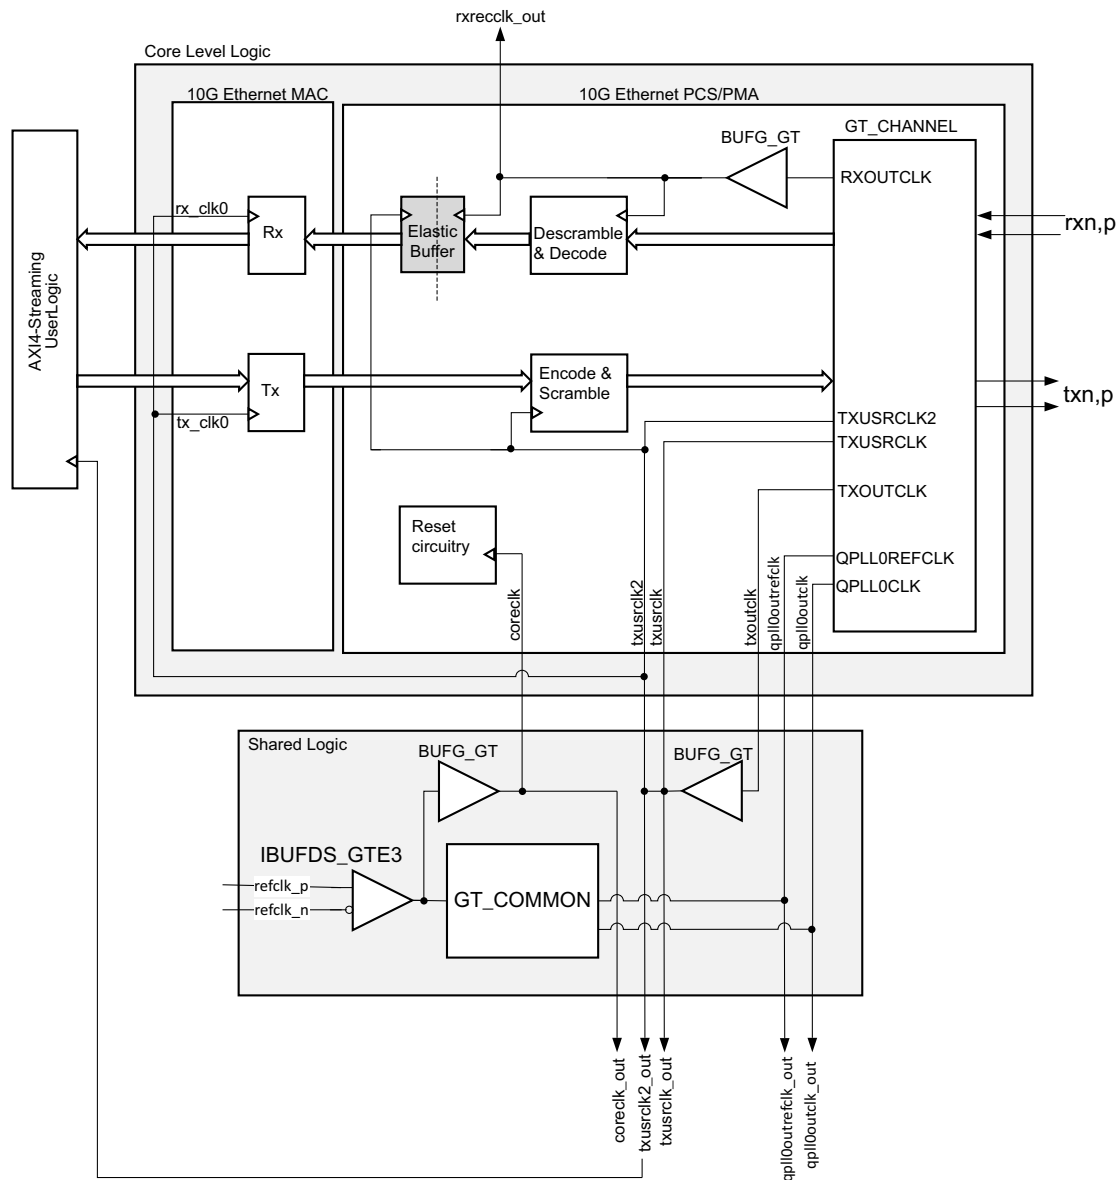 rxrecclk_out
Core Level Logic
10G Ethernet MAC
10G Ethernet PCS/PMA
GT_CHANNEL
BUFG_GT
RXOUTCLK
rx_clk0
Rx
Elastic
Buffer
Descramble
& Decode
rxn,p
AXI4-Streaming
UserLogic
Tx
tx_clk0
Encode &
Scramble
txn,p
TXUSRCLK2
TXUSRCLK
TXOUTCLK
Reset
circuitry
QPLL0REFCLK
QPLL0CLK
coreclk
txusrclk2
txusrclk
txoutclk
qpll0outrefclk
qpll0outclk
Shared Logic
BUFG_GT
BUFG_GT
IBUFDS_GTE3
refclk_p
refclk_n
GT_COMMON
coreclk_out
txusrclk2_out
txusrclk_out
qpll0outrefclk_out
qpll0outclk_out